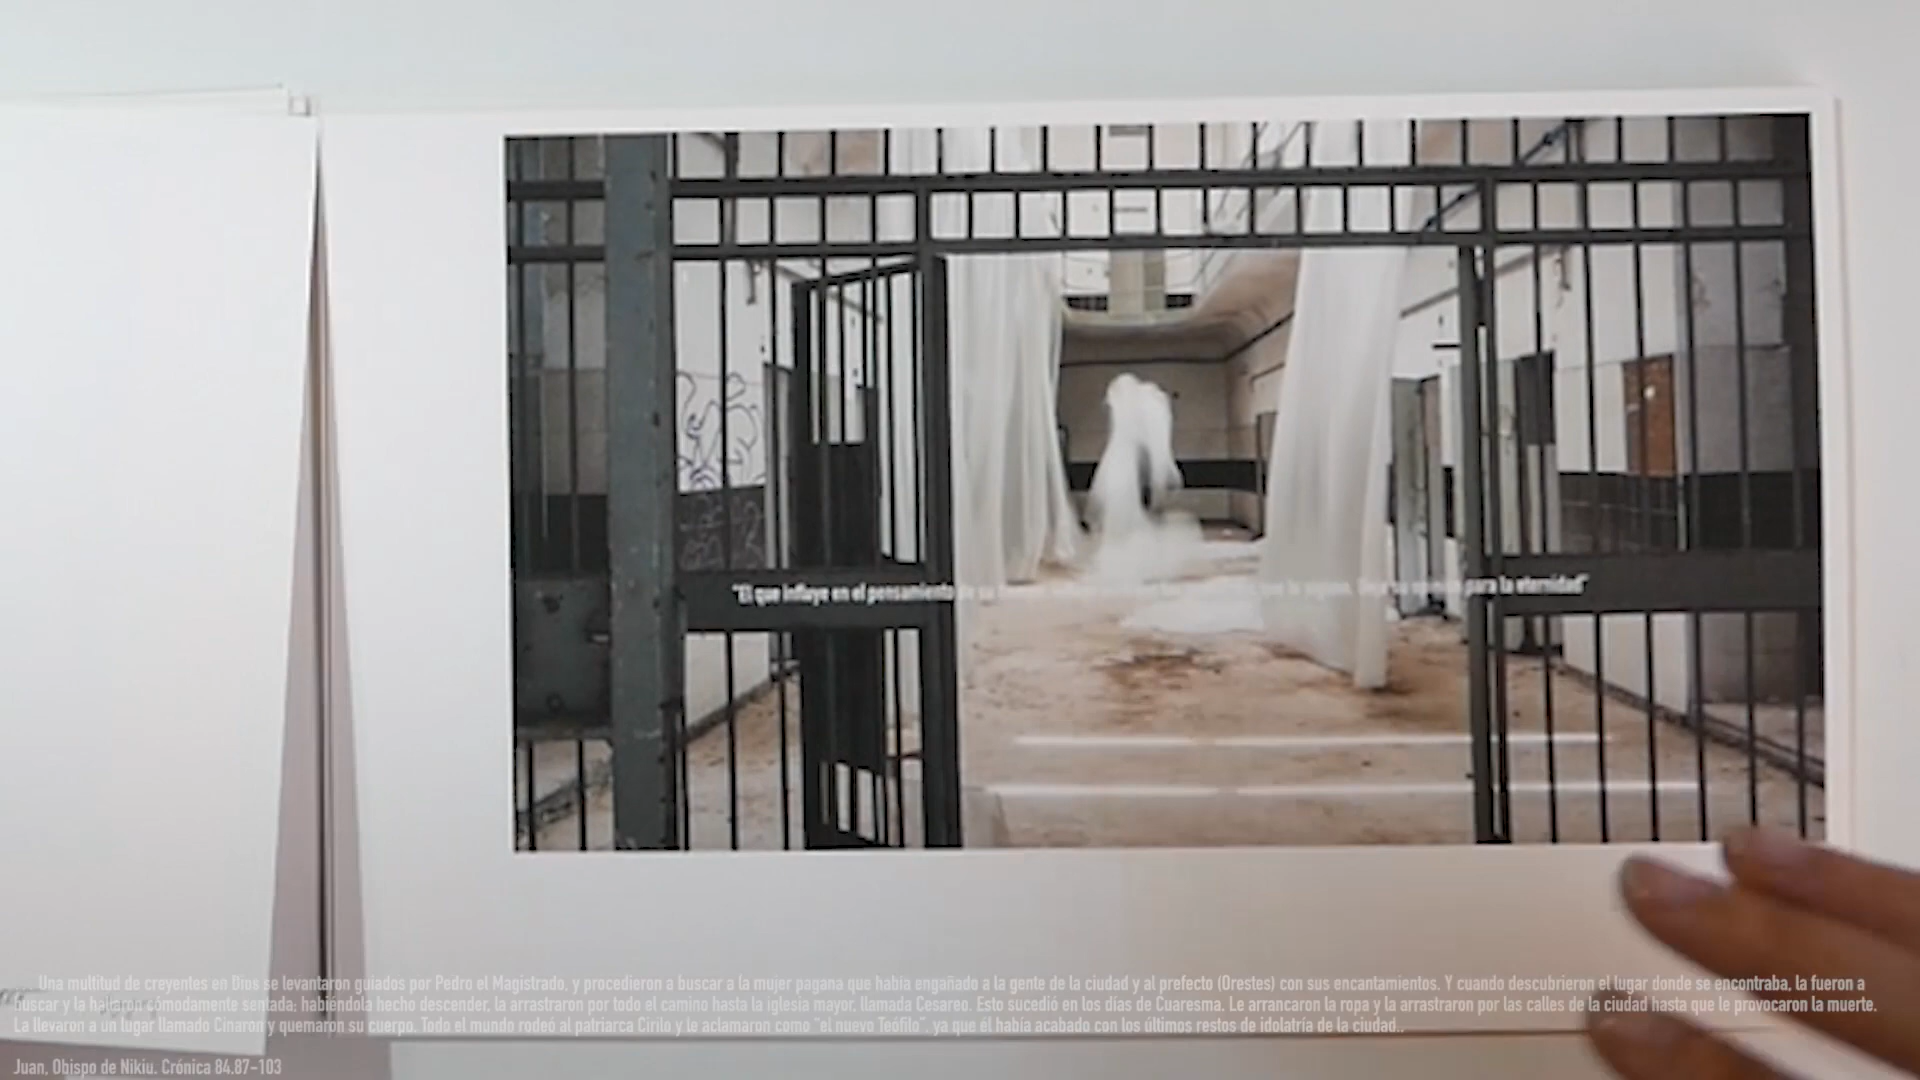 "El que influye en el pensamiento de su para la eternidad"
Una multitud de creyentes en Dios se levantaron guiados por Pedro el Magistrado, y procedieron a buscar a la mujer pagana que había engañado a la gente de la ciudad y al prefecto (Orestes) con sus encantamientos. Y cuando descubrieron el lugar donde se encontraba, la fueron a
buscar y la hallaron cómodamente sentada; habiéndola hecho descender, la arrastraron por todo el camino hasta la iglesia mayor, llamada Cesareo. Esto sucedió en los días de Cuaresma. Le arrancaron la ropa y la arrastraron por las calles de la ciudad hasta que le provocaron la muerte.
La llevaron a un lugar llamado Cinaron y quemaron su cuerpo. Todo el mundo rodeó al patriarca Cirilo y le aclamaron como "el nuevo Teófilo", ya que él había acabado con los últimos restos de idolatría de la ciudad..
Juan, Obispo de Nikiu. Crónica 84.87-103